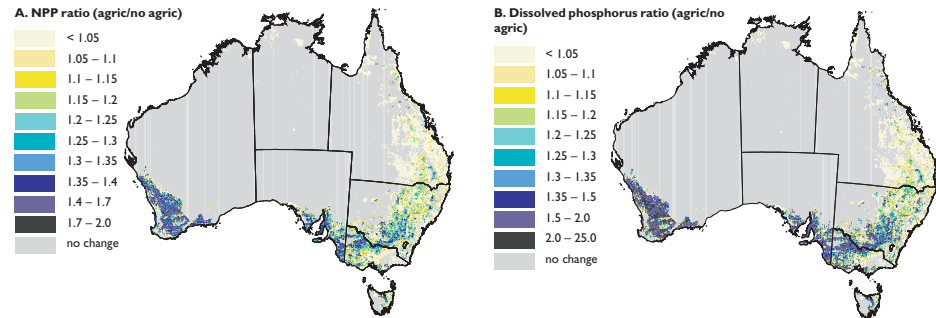 A. NPP ratio (agric/no agric)
< 1.05
1.05 – 1.1
1.1 – 1.15
1.15 – 1.2
1.2 – 1.25
1.25 – 1.3
1.3 – 1.35
1.35 – 1.4
1.4 – 1.7
1.7 – 2.0
no change
B. Dissolved phosphorus ratio (agric/no
agric)
< 1.05
1.05 – 1.1
1.1 – 1.15
1.15 – 1.2
1.2 – 1.25
1.25 – 1.3
1.3 – 1.35
1.35 – 1.5
1.5 – 2.0
2.0 – 25.0
no change